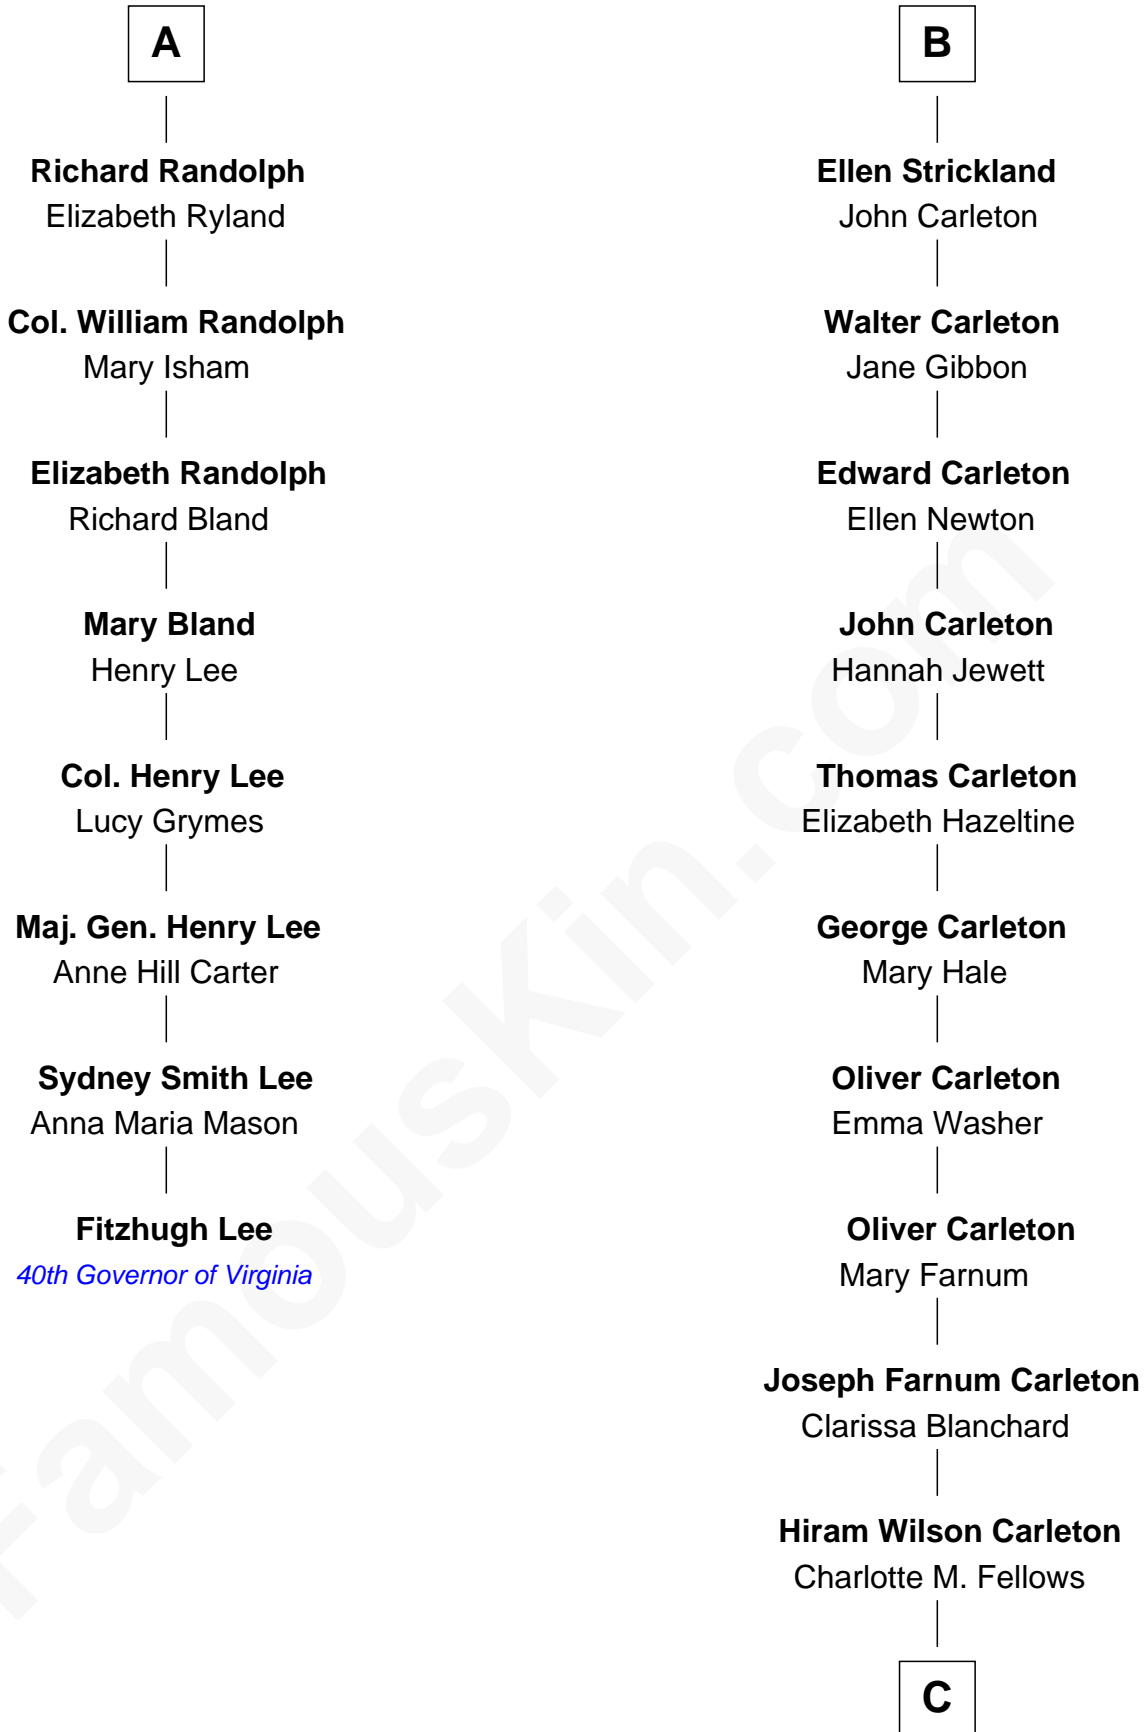 A
Richard Randolph
Elizabeth Ryland
Col. William Randolph
Mary Isham
Elizabeth Randolph
Richard Bland
Mary Bland
Henry Lee
Col. Henry Lee
Lucy Grymes
Maj. Gen. Henry Lee
Anne Hill Carter
Sydney Smith Lee
Anna Maria Mason
Fitzhugh Lee
40th Governor of Virginia
B
Ellen Strickland
John Carleton
Walter Carleton
Jane Gibbon
Edward Carleton
Ellen Newton
John Carleton
Hannah Jewett
Thomas Carleton
Elizabeth Hazeltine
George Carleton
Mary Hale
Oliver Carleton
Emma Washer
Oliver Carleton
Mary Farnum
Joseph Farnum Carleton
Clarissa Blanchard
Hiram Wilson Carleton
Charlotte M. Fellows
C
FamousKin.com